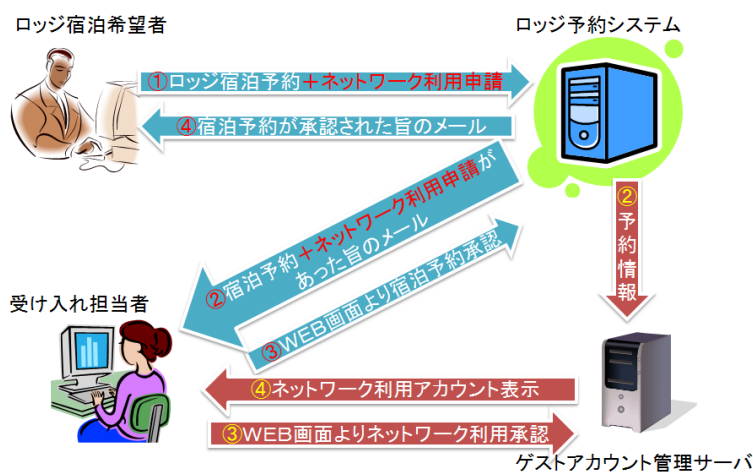 ロッジ宿泊希望者
ロッジ予約システム
①ロッジ宿泊予約＋ネットワーク利用申請
④宿泊予約が承認された旨のメール
②宿泊予約＋ネットワーク利用申請が
あった旨のメール
③ＷＥＢ画面より宿泊予約承認
②予約情報
受け入れ担当者
④ネットワーク利用アカウント表示
③ＷＥＢ画面よりネットワーク利用承認
ゲストアカウント管理サーバ